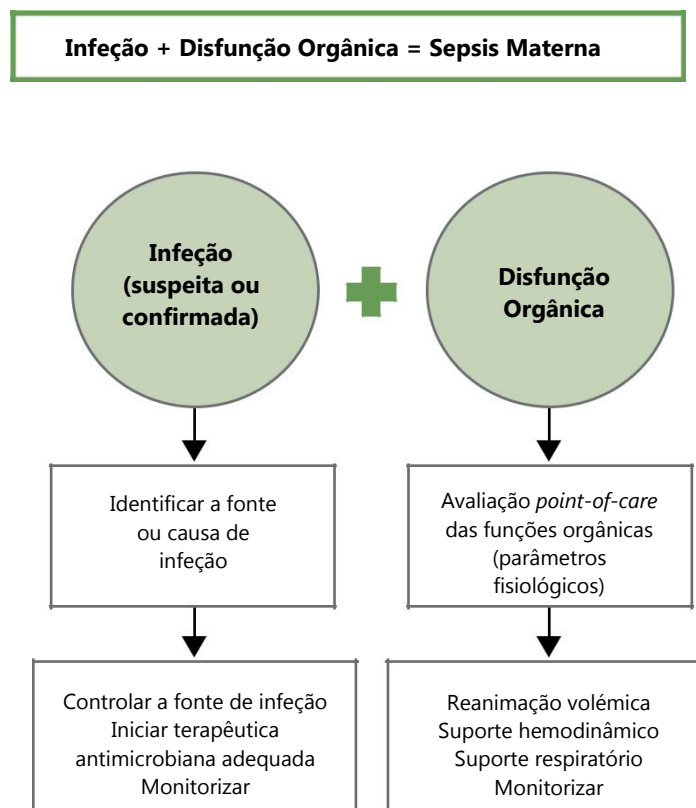 Infeção + Disfunção Orgânica = Sepsis Materna
Infeção
(suspeita ou
confirmada)
Disfunção
Orgânica
Identificar a fonte
ou causa de
infeção
Avaliação point-of-care
das funções orgânicas
(parâmetros
fisiológicos)
Controlar a fonte de infeção
Iniciar terapêutica
antimicrobiana adequada
Monitorizar
Reanimação volémica
Suporte hemodinâmico
Suporte respiratório
Monitorizar